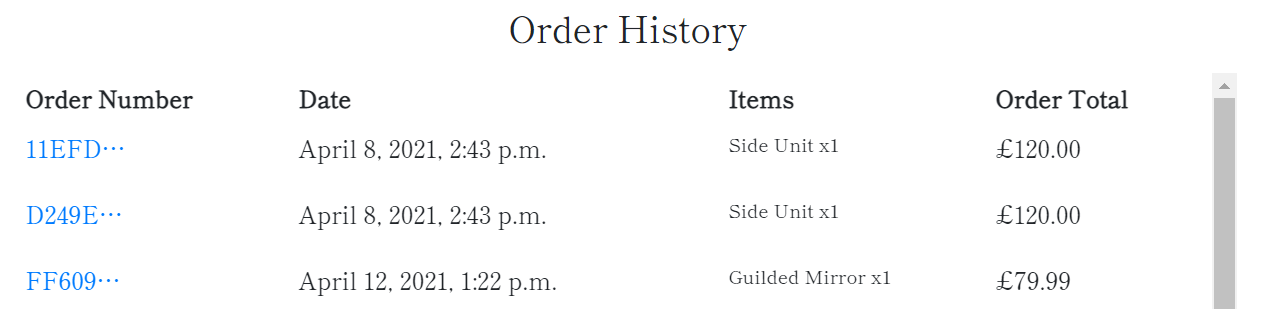 Order History
Order Number Date Items Order Total
11EFD… April 8, 2021, 2:43 p.m. Side Unit x1 £120.00
D249E… April 8, 2021, 2:43 p.m. Side Unit x1 £120.00
FF609… April 12, 2021, 1:22 p.m. Guilded Mirror x1 £79.99